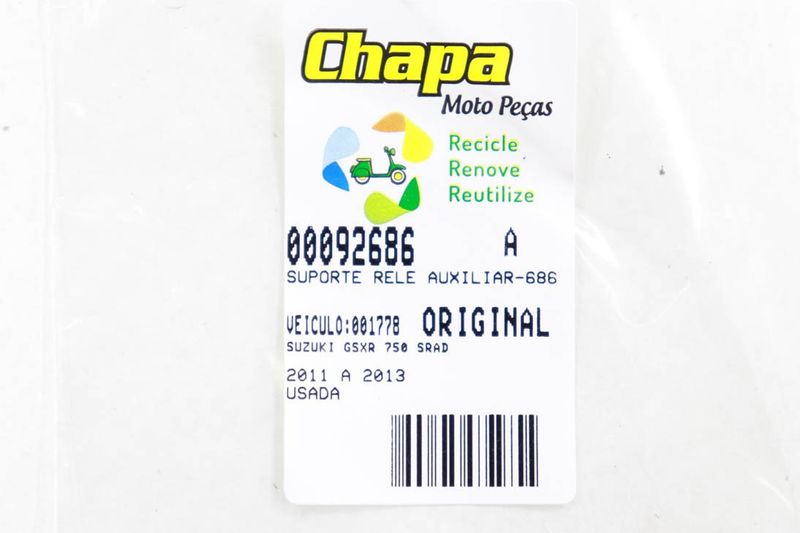 Chapa
Moto Peças
Recicle
Renove
Reutilize
00092686 A
SUPORTE RELE AUXILIAR-686
VEICULO:001778 ORIGINAL
SUZUKI GSXR 750 SRAD
2011 A 2013
USADA